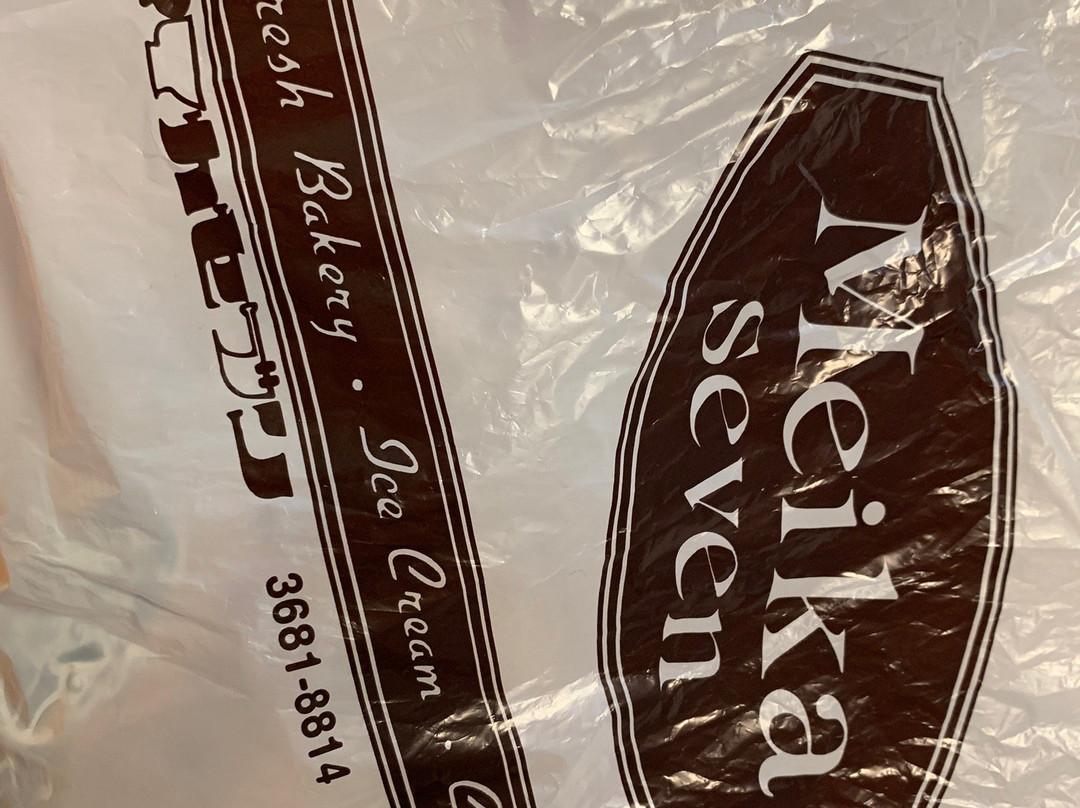 Meika
seven
resh Bakery · Ice Cream ·
3681-8814